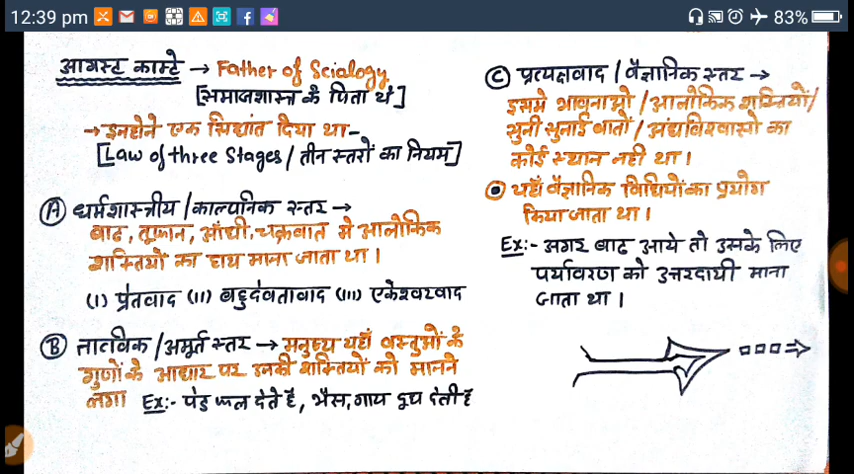 12:39 pm
83%
आगस्ट काम्टे → Father of Scialogy
[समाजशास्त्र के पिता थे]
→ इनहोने एक सिद्यांत दिया था-
[Law of three Stages/तीन स्तरों का नियम]
Ⓐ धर्मशास्त्रीय/काल्पनिक स्तर →
बाढ, तूफान, आँधी, चक्रवात मे आलौकिक
शक्तियों का हाथ माना जाता था।
(i) प्रेतवाद (ii) बहुदेवतावाद (iii) एकेश्वरवाद
Ⓑ तात्विक/अमूर्त स्तर → मनुष्य यहाँ वस्तुओं के
गुणों के आधार पर उनकी शक्तियों को मानने
लगा Ex:- पेड फल देते है, भैस, गाय दूध देती है
Ⓒ प्रत्यक्षवाद/वैज्ञानिक स्तर →
इसमे भावनाओ/आलौकिक शक्तियों/
सुनी सुनाई बातो/अंधविश्वासो का
कोई स्थान नही था।
यहाँ वैज्ञानिक विधियों का प्रयोग
किया जाता था।
Ex:- अगर बाढ आये तो उसके लिए
पर्यावरण को उत्तरदायी माना
जाता था।